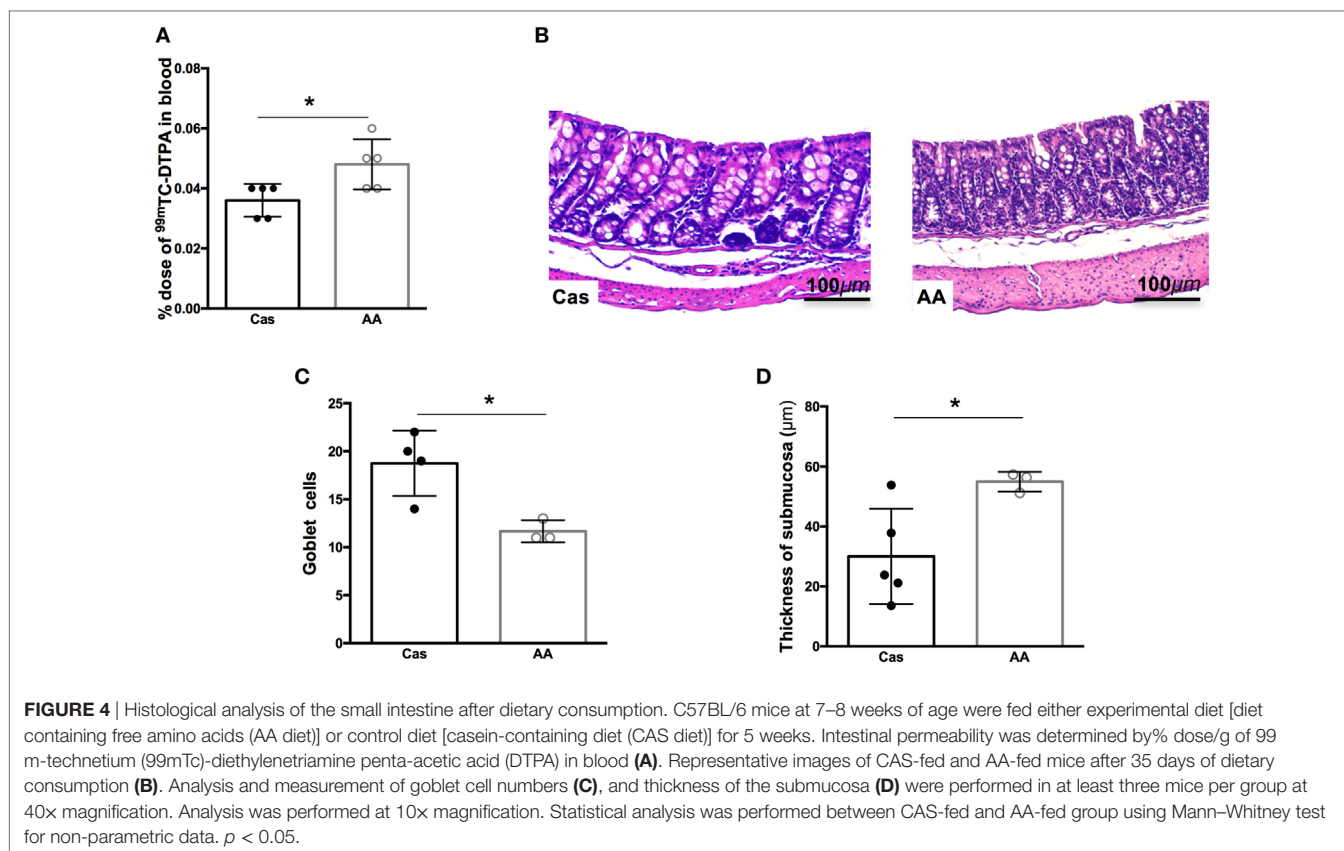 A
% dose of 99mTC-DTPA in blood
0.08
0.06
0.04
0.02
0.00
*
Cas
AA
B
Cas
100µm
AA
100µm
C
Goblet cells
25
20
15
10
5
0
*
Cas
AA
D
Thickness of submucosa (µm)
80
60
40
20
0
*
Cas
AA
FIGURE 4 | Histological analysis of the small intestine after dietary consumption. C57BL/6 mice at 7–8 weeks of age were fed either experimental diet [diet
containing free amino acids (AA diet)] or control diet [casein-containing diet (CAS diet)] for 5 weeks. Intestinal permeability was determined by% dose/g of 99
m-technetium (99mTc)-diethylenetriamine penta-acetic acid (DTPA) in blood (A). Representative images of CAS-fed and AA-fed mice after 35 days of dietary
consumption (B). Analysis and measurement of goblet cell numbers (C), and thickness of the submucosa (D) were performed in at least three mice per group at
40× magnification. Analysis was performed at 10× magnification. Statistical analysis was performed between CAS-fed and AA-fed group using Mann–Whitney test
for non-parametric data. p < 0.05.